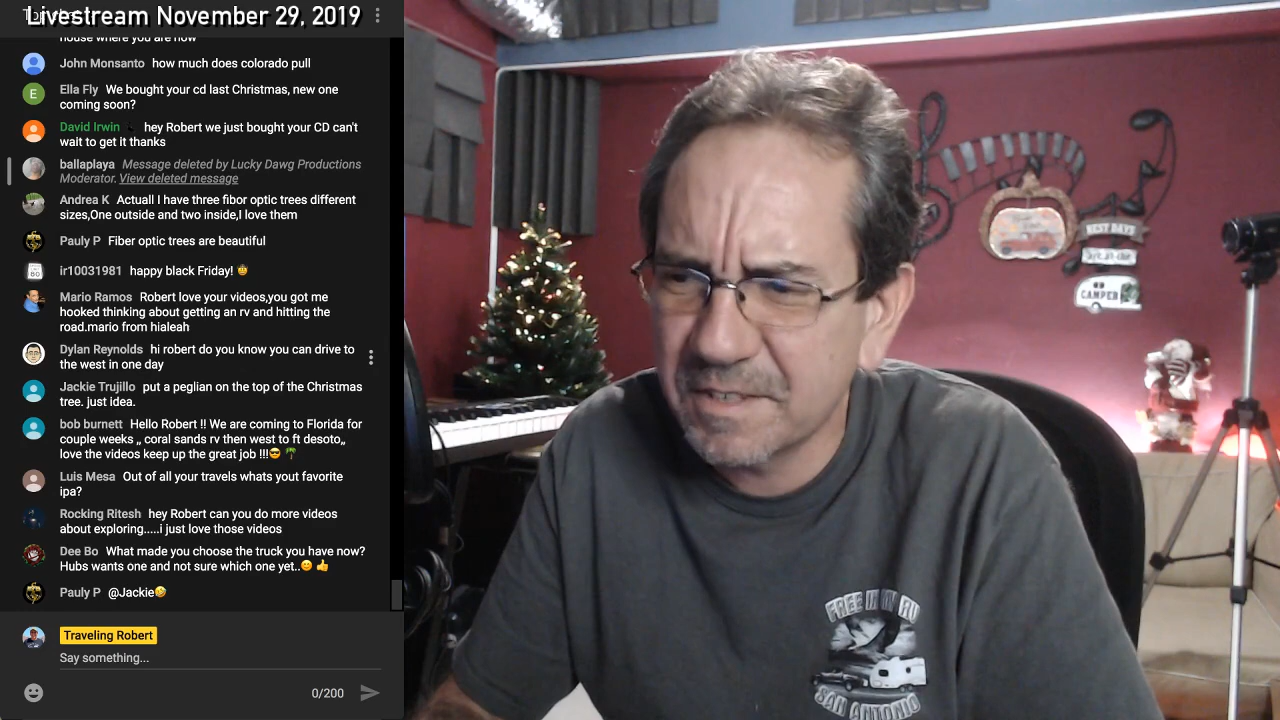 Livestream November 29, 2019
house where you are now
John Monsanto how much does colorado pull
Ella Fly We bought your cd last Christmas, new one
coming soon?
David Irwin hey Robert we just bought your CD can't
wait to get it thanks
ballaplaya Message deleted by Lucky Dawg Productions
Moderator. View deleted message
Andrea K Actuall I have three fibor optic trees different
sizes,One outside and two inside,I love them
Pauly P Fiber optic trees are beautiful
ir10031981 happy black Friday! 🤠
Mario Ramos Robert love your videos,you got me
hooked thinking about getting an rv and hitting the
road.mario from hialeah
Dylan Reynolds hi robert do you know you can drive to
the west in one day
Jackie Trujillo put a peglian on the top of the Christmas
tree. just idea.
bob burnett Hello Robert !! We are coming to Florida for
couple weeks ,, coral sands rv then west to ft desoto,,
love the videos keep up the great job !!!😎🌴
Luis Mesa Out of all your travels whats yout favorite
ipa?
Rocking Ritesh hey Robert can you do more videos
about exploring.....i just love those videos
Dee Bo What made you choose the truck you have now?
Hubs wants one and not sure which one yet..😊👍
Pauly P @Jackie🤣
Traveling Robert
Say something...
0/200
E
BEST DAYS
CAMPER
SAN ANTONIO